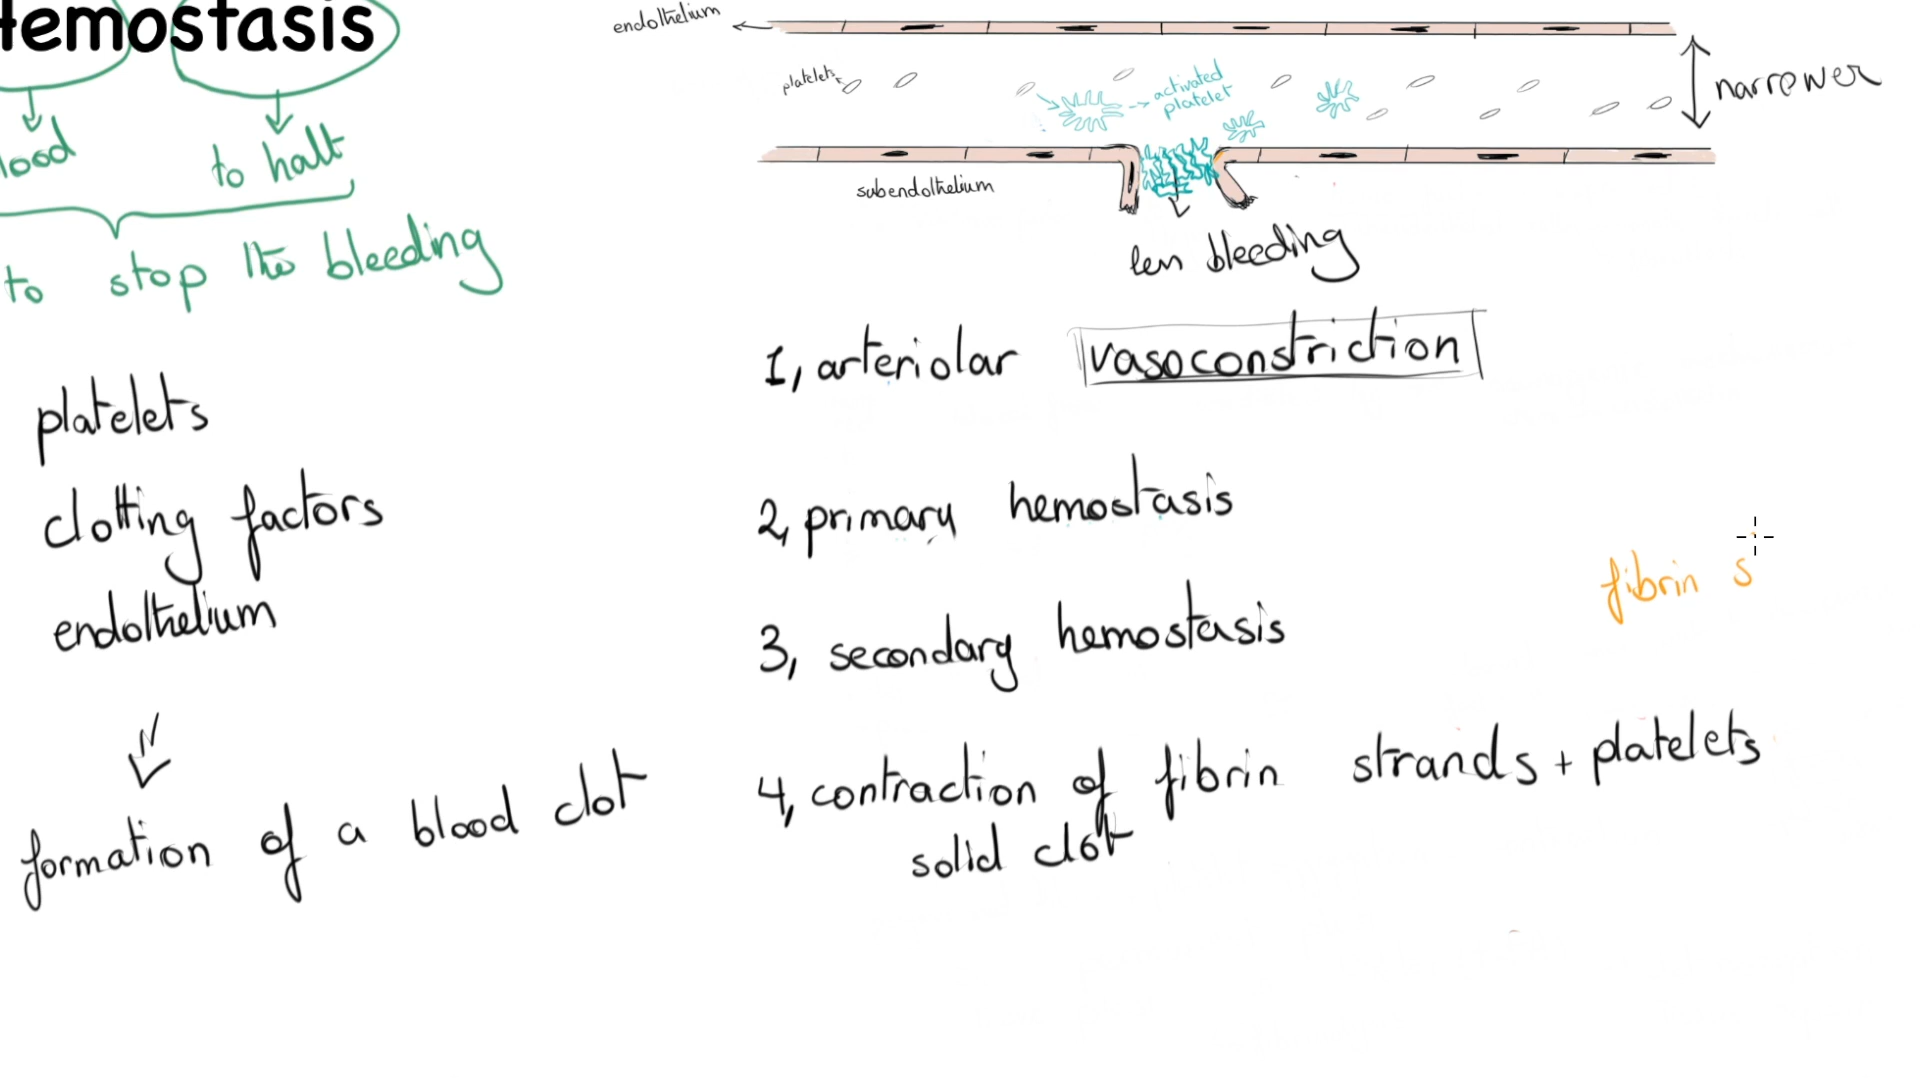 emostasis
lood
to halt
to stop the bleeding
platelets
clotting factors
endothelium
formation of a blood clot
endothelium
platelets
activated
platelet
narrower
subendothelium
less bleeding
1, arteriolar vasoconstriction
2, primary hemostasis
3, secondary hemostasis
4, contraction of fibrin strands + platelets
solid clot
fibrin s